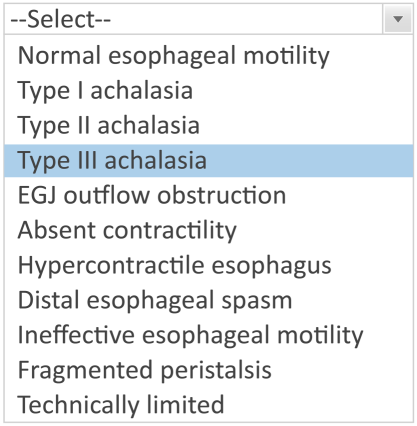 --Select--
Normal esophageal motility
Type I achalasia
Type II achalasia
Type III achalasia
EGJ outflow obstruction
Absent contractility
Hypercontractile esophagus
Distal esophageal spasm
Ineffective esophageal motility
Fragmented peristalsis
Technically limited